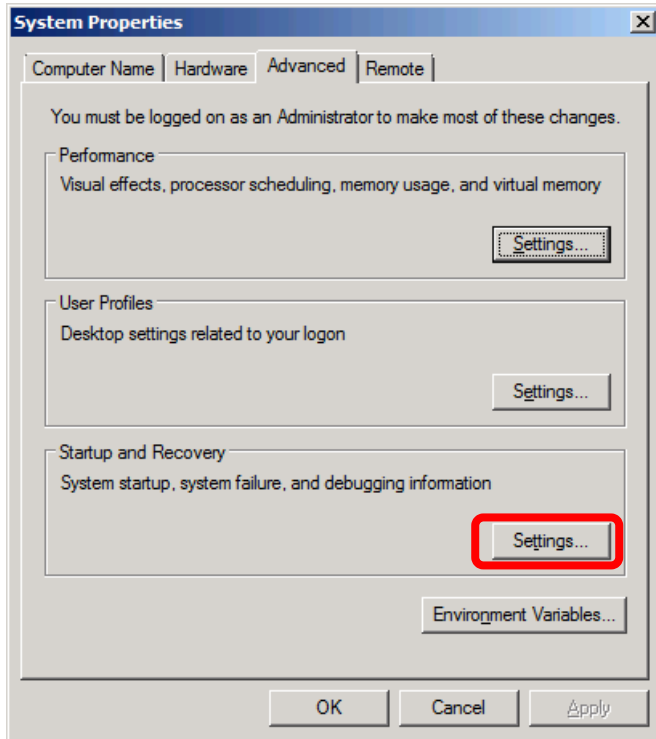 System Properties
Computer Name
Hardware
Advanced
Remote
You must be logged on as an Administrator to make most of these changes.
Performance
Visual effects, processor scheduling, memory usage, and virtual memory
Settings...
User Profiles
Desktop settings related to your logon
Settings...
Startup and Recovery
System startup, system failure, and debugging information
Settings...
Environment Variables...
OK
Cancel
Apply